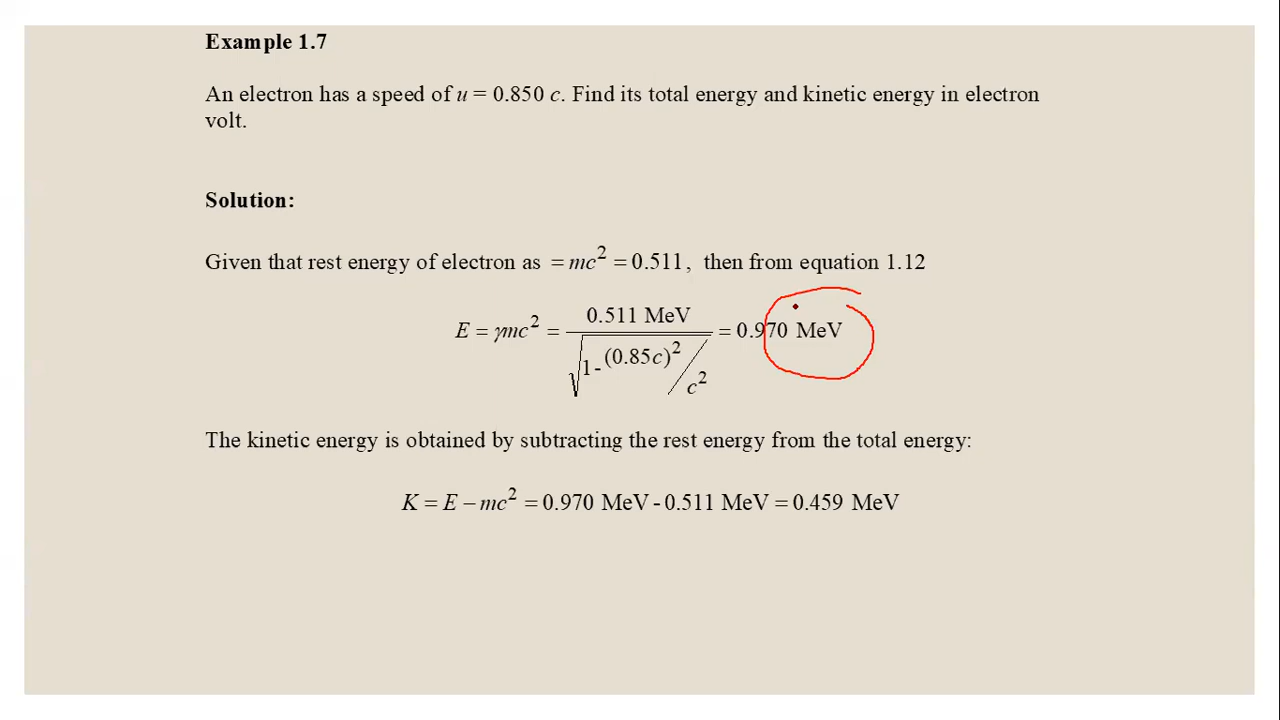 Example 1.7
An electron has a speed of u = 0.850 c. Find its total energy and kinetic energy in electron
volt.
Solution:
Given that rest energy of electron as = mc² = 0.511, then from equation 1.12
E = γmc² = 0.511 MeV / √1 - (0.85c)² / c² = 0.970 MeV
The kinetic energy is obtained by subtracting the rest energy from the total energy:
K = E − mc² = 0.970 MeV - 0.511 MeV = 0.459 MeV